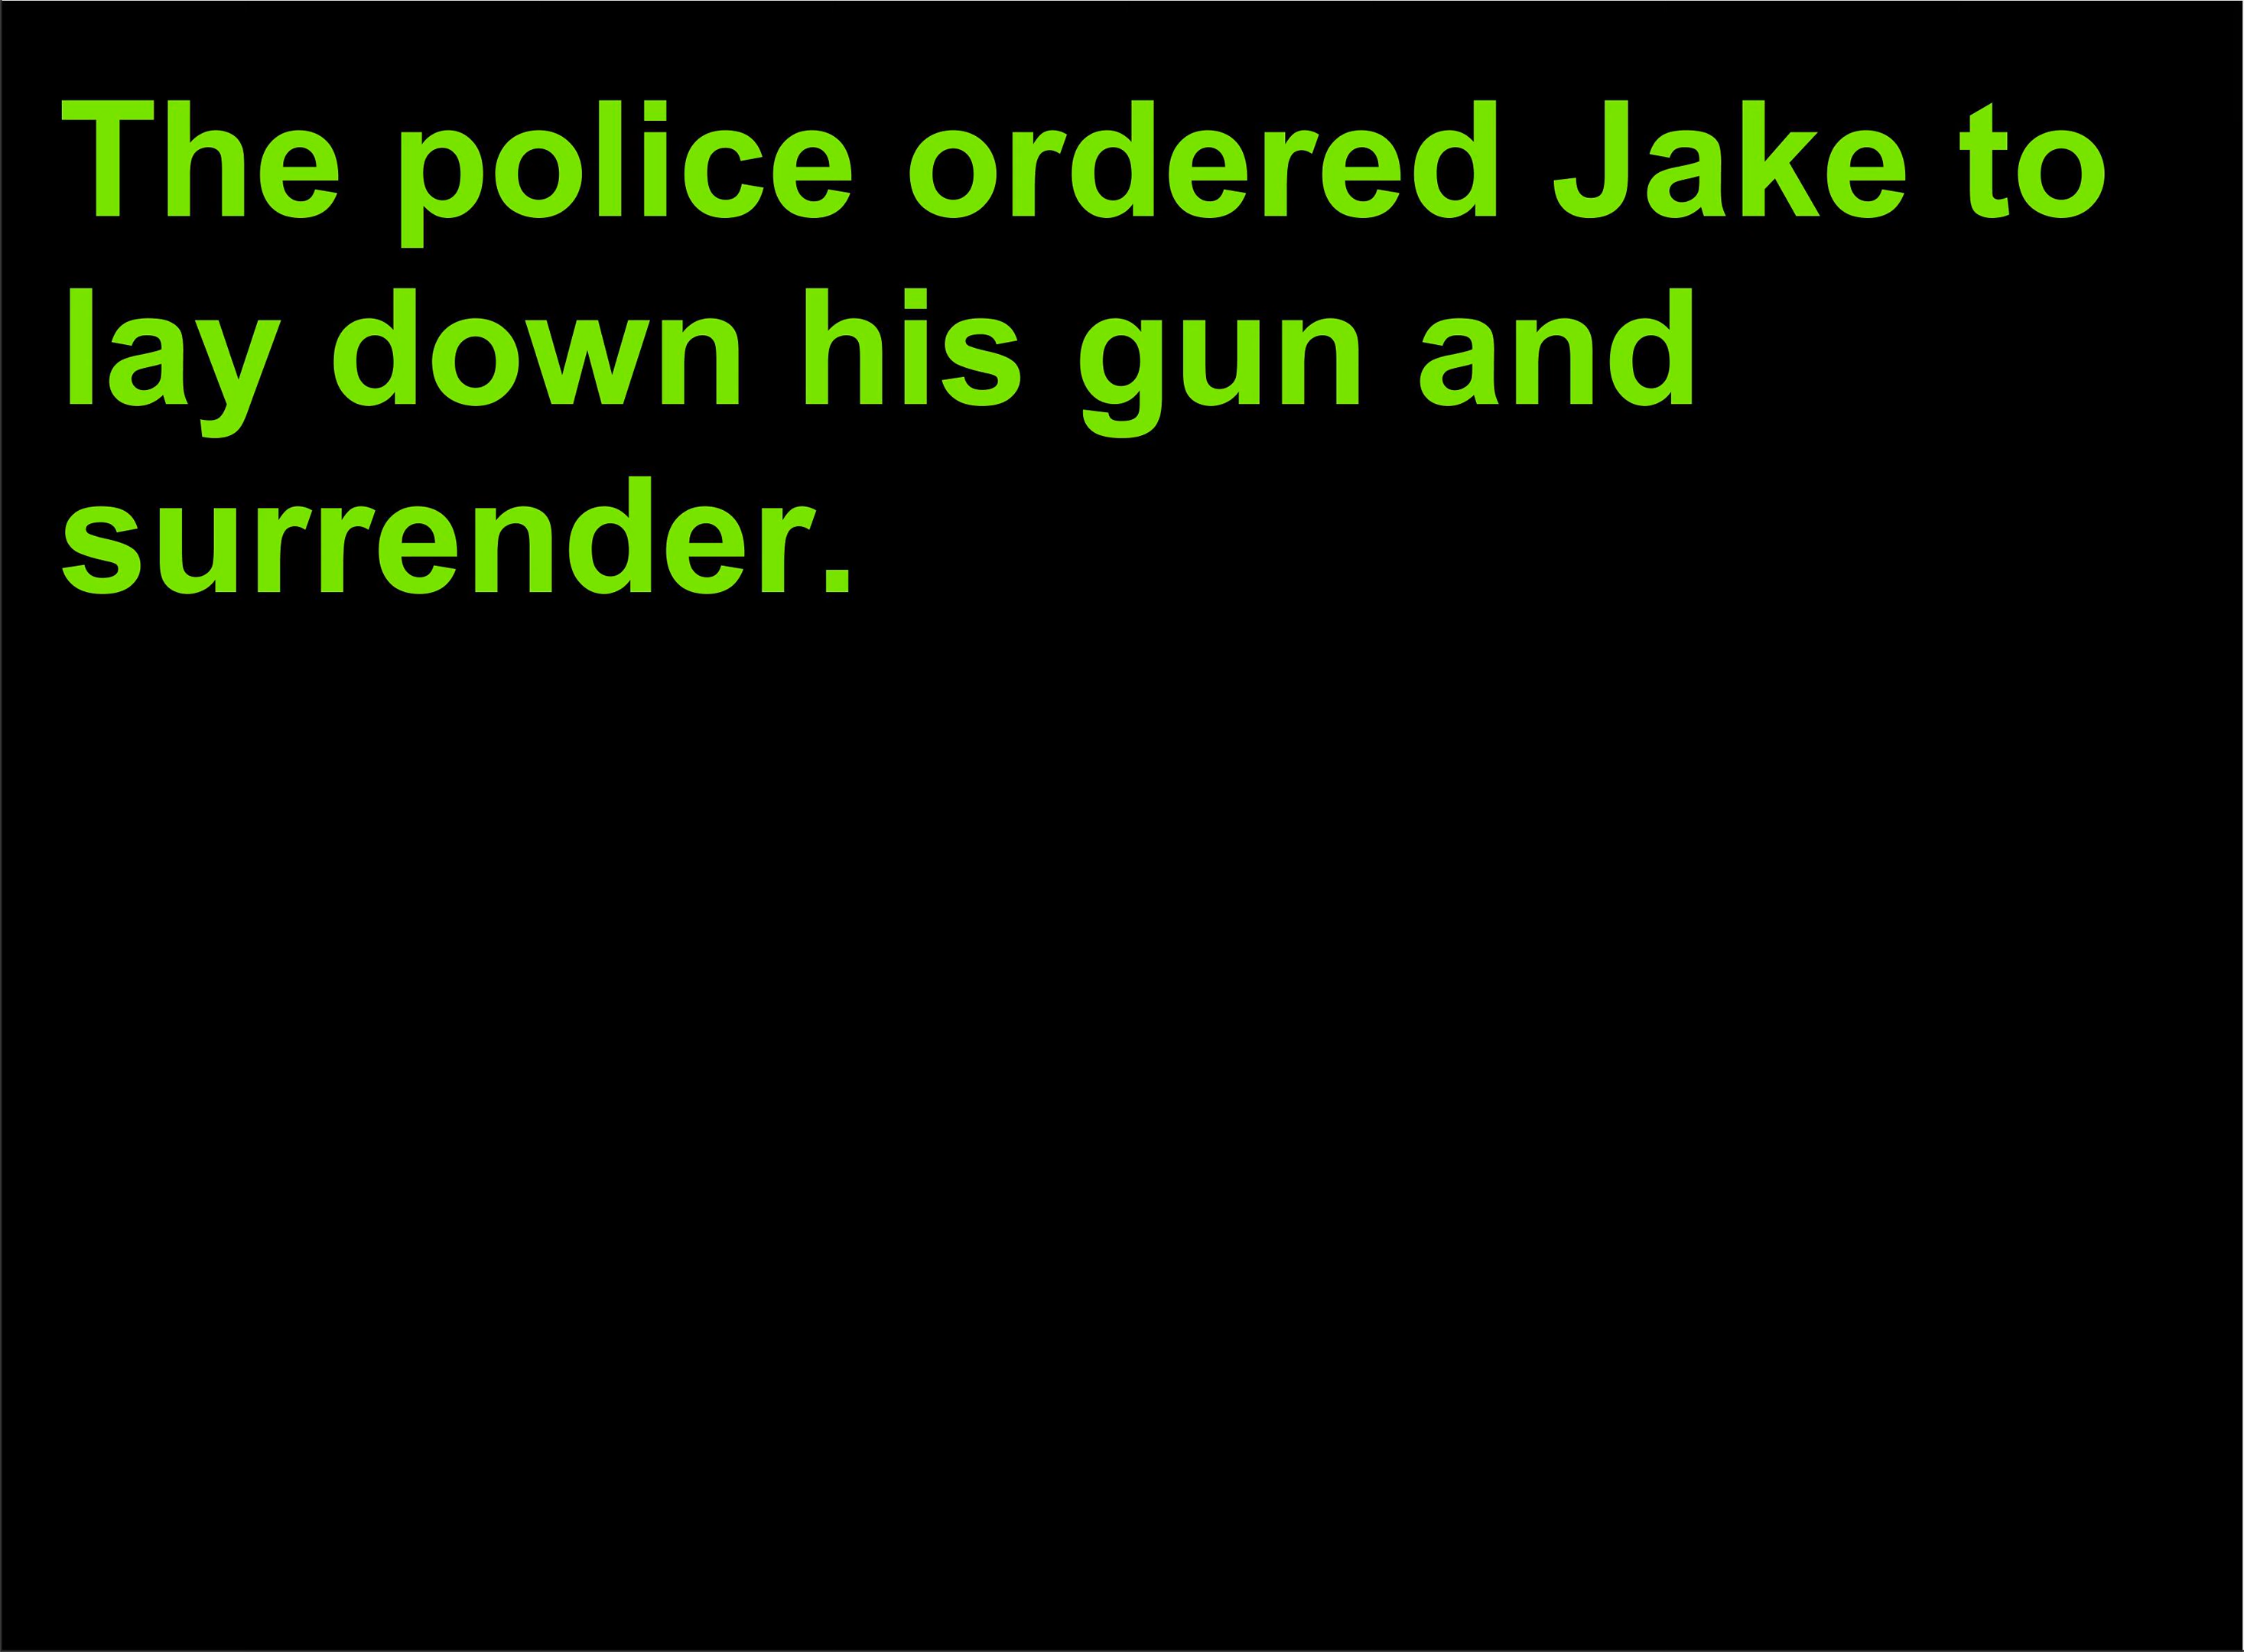 The police ordered Jake to
lay down his gun and
surrender.